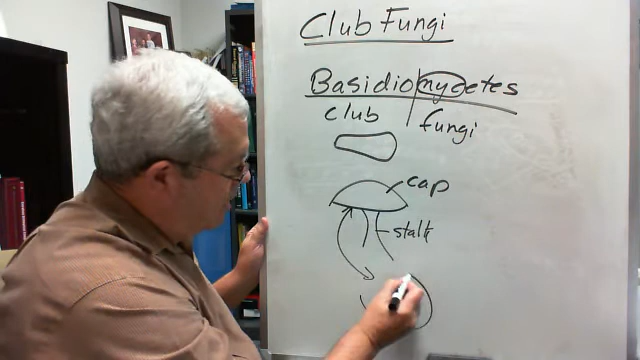 Club Fungi
Basidiomycetes
club fungi
cap
stalk